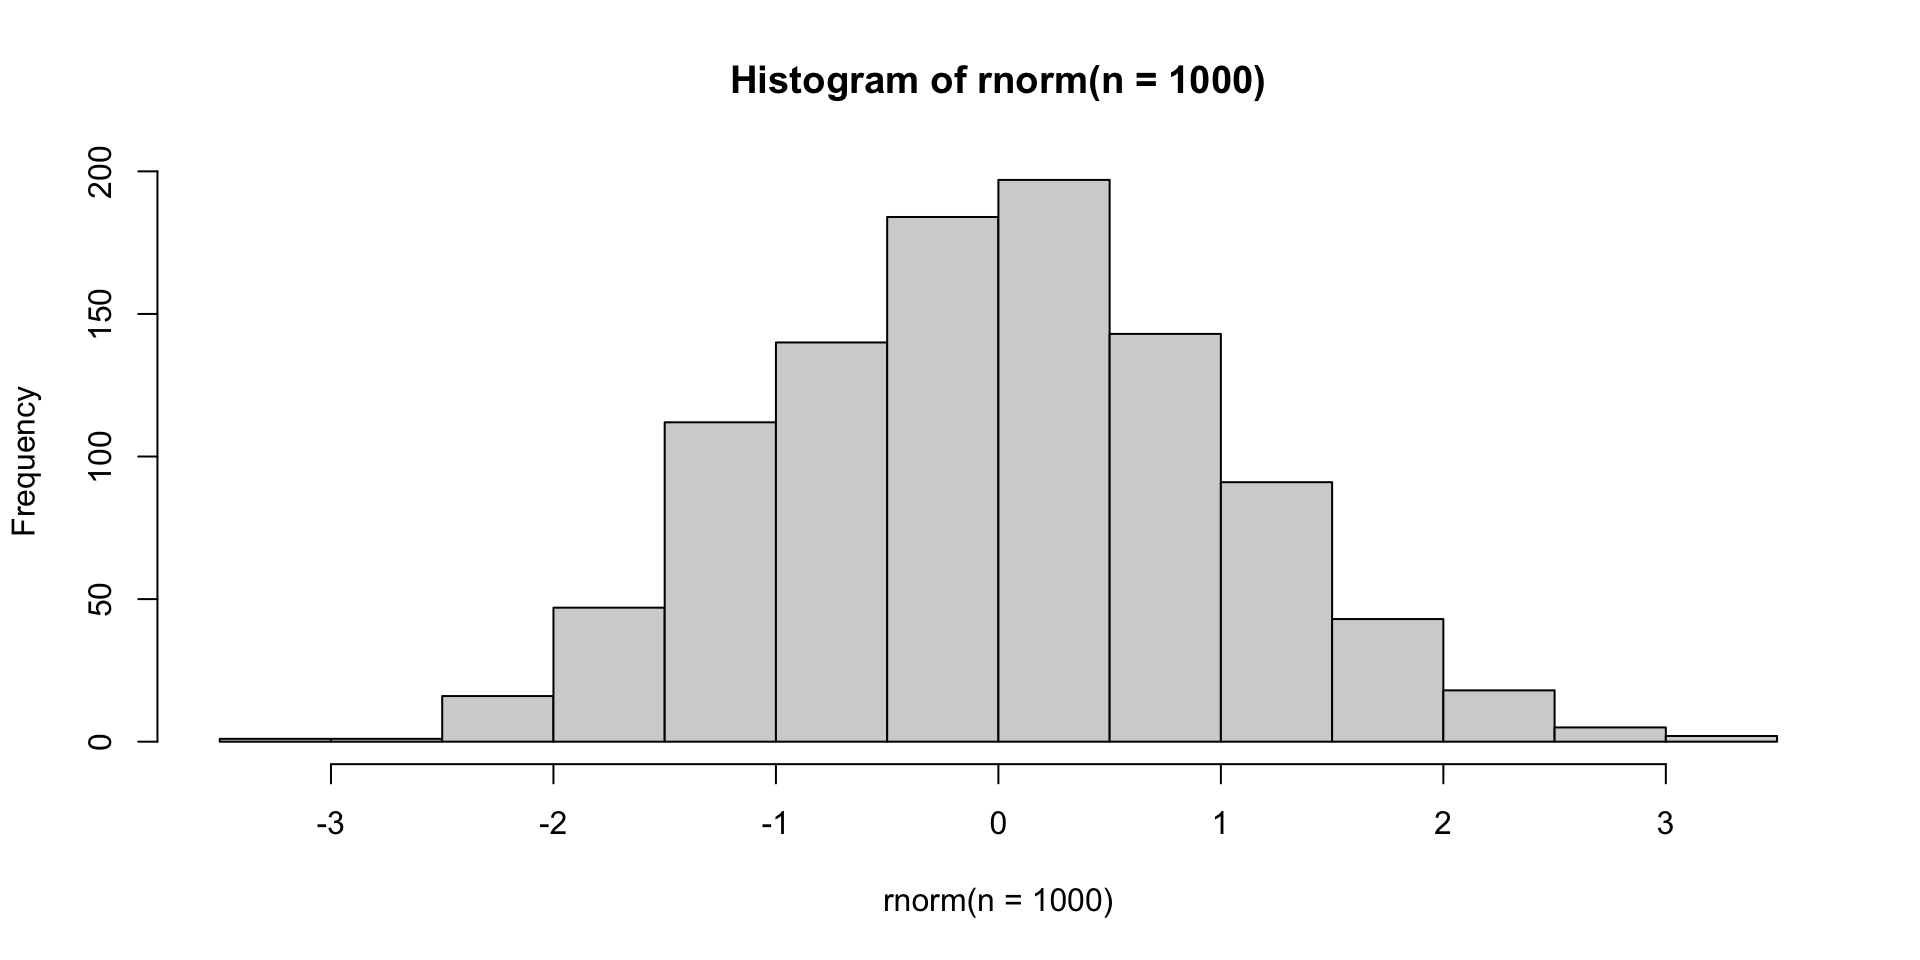 Histogram of rnorm(n = 1000)
Frequency
200
150
100
50
0
-3 -2 -1 0 1 2 3
rnorm(n = 1000)